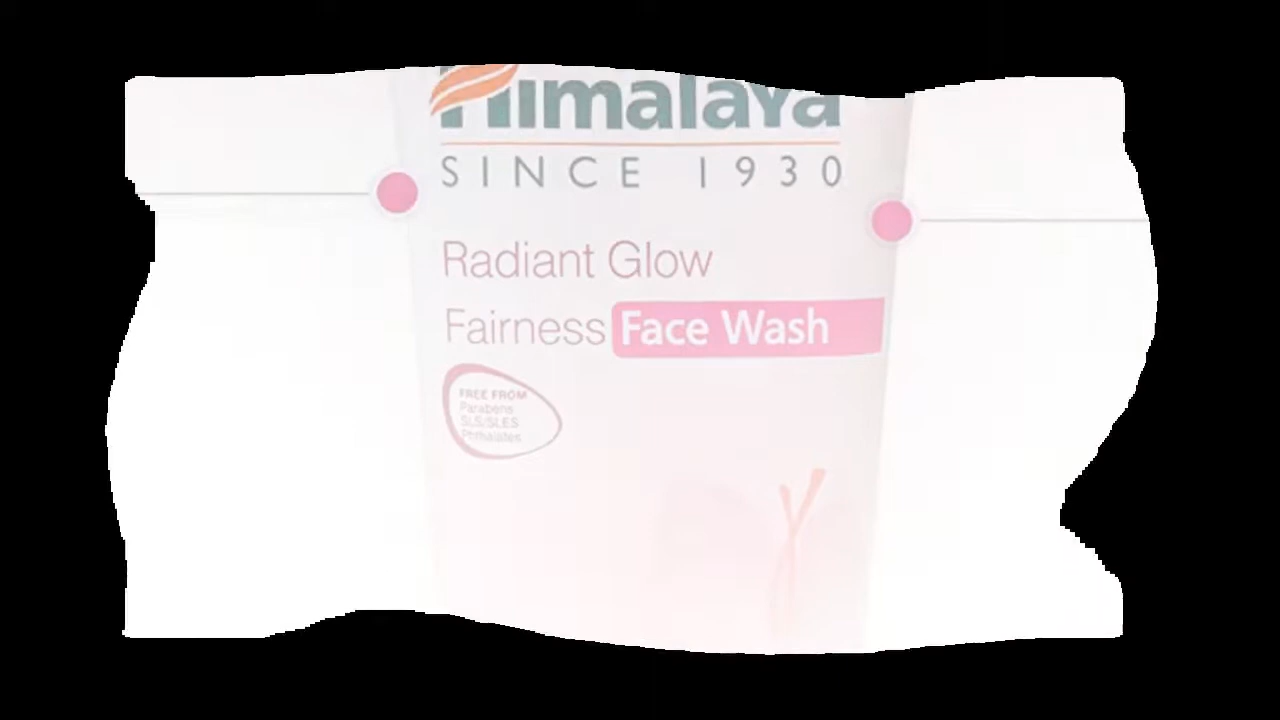 Himalaya
SINCE 1930
Radiant Glow
Fairness Face Wash
FREE FROM
Parabens
SLS/SLES
Phthalates